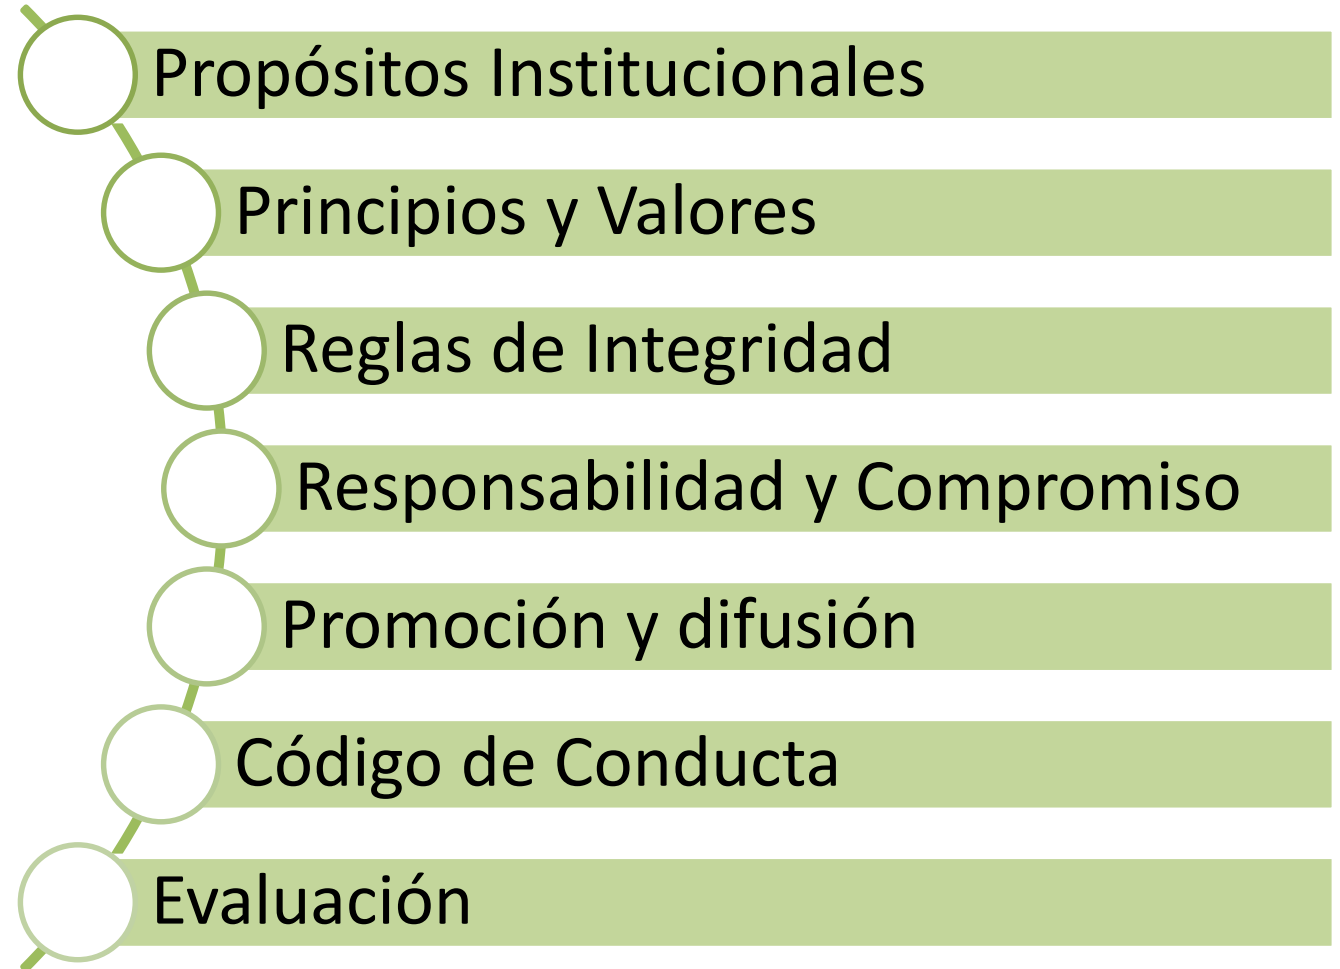 Propósitos Institucionales
Principios y Valores
Reglas de Integridad
Responsabilidad y Compromiso
Promoción y difusión
Código de Conducta
Evaluación